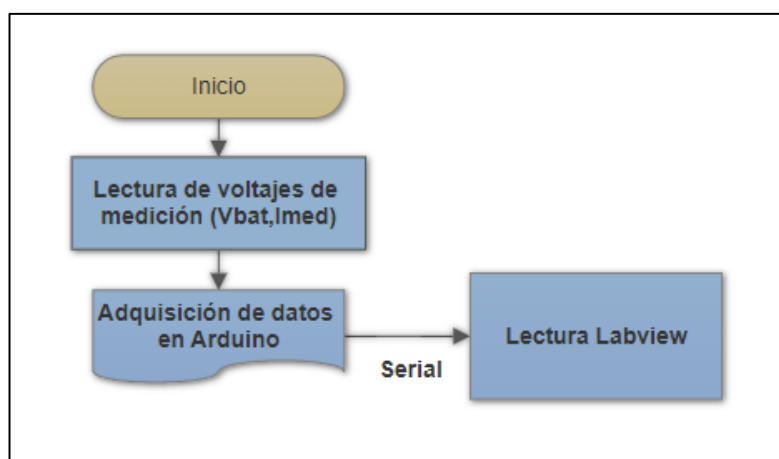 Inicio
Lectura de voltajes de
medición (Vbat,Imed)
Adquisición de datos
en Arduino
Serial
Lectura Labview